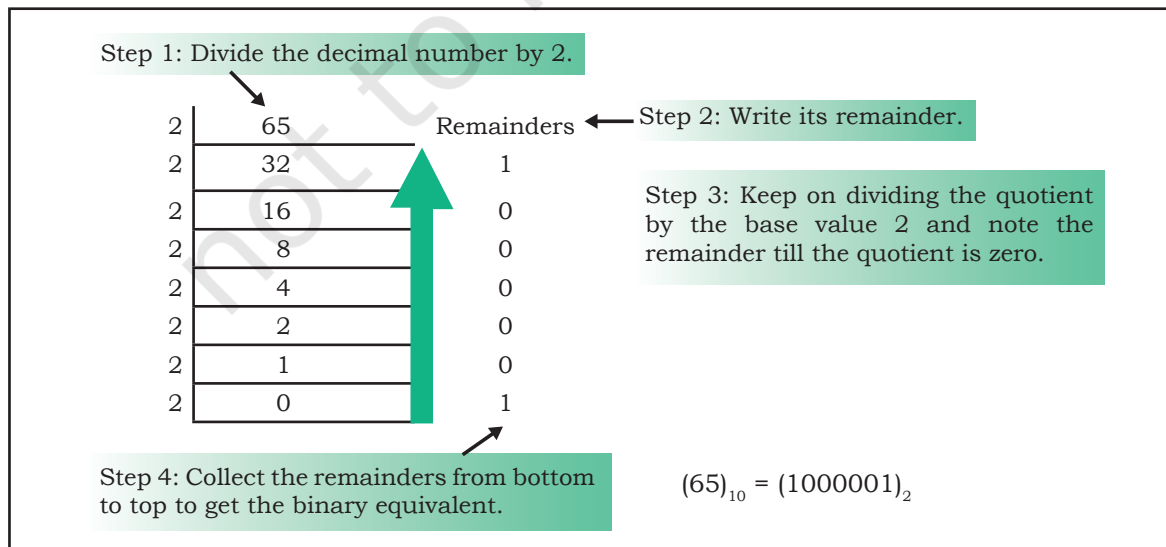 not to
Step 1: Divide the decimal number by 2.
2 65 Remainders
Step 2: Write its remainder.
2 32 1
2 16 0
2 8 0
2 4 0
2 2 0
2 1 0
2 0 1
Step 3: Keep on dividing the quotient
by the base value 2 and note the
remainder till the quotient is zero.
Step 4: Collect the remainders from bottom
to top to get the binary equivalent.
(65)₁₀ = (1000001)₂